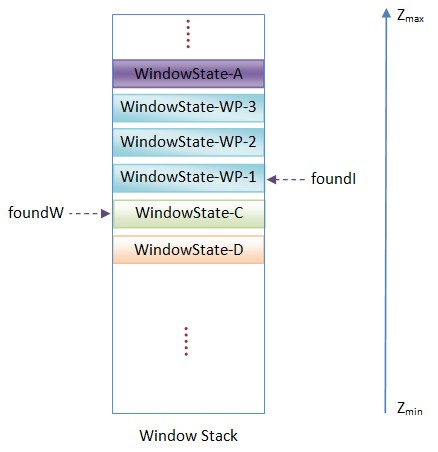 Zmax
WindowState-A
WindowState-WP-3
WindowState-WP-2
WindowState-WP-1
foundI
foundW
WindowState-C
WindowState-D
Zmin
Window Stack